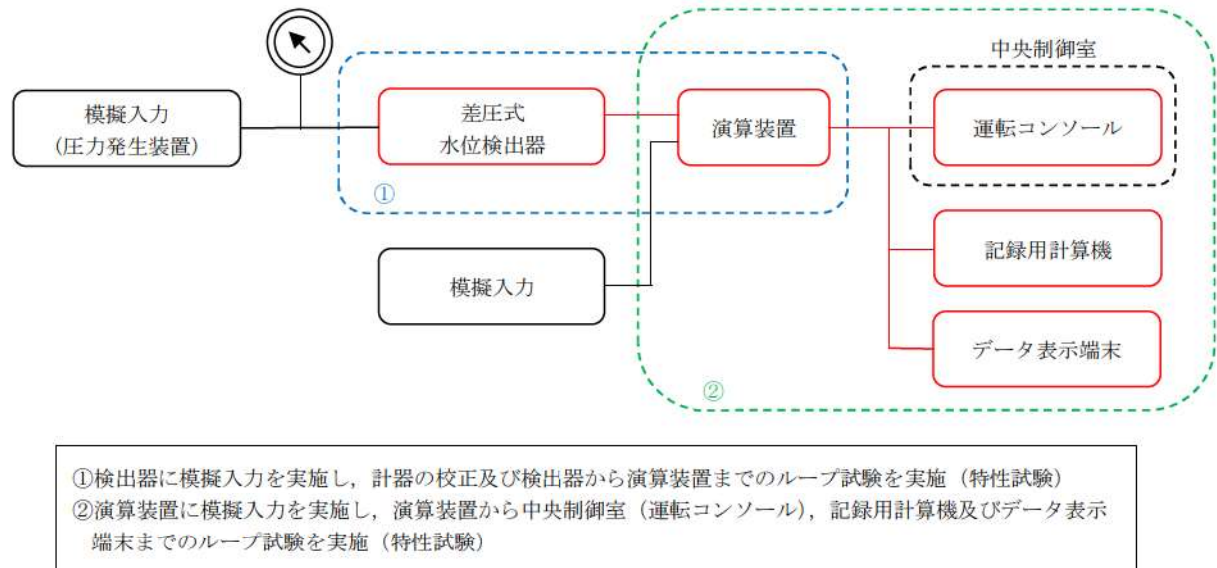 中央制御室
模擬入力
(圧力発生装置)
差圧式
水位検出器
演算装置
運転コンソール
①
模擬入力
記録用計算機
データ表示端末
②
①検出器に模擬入力を実施し，計器の校正及び検出器から演算装置までのループ試験を実施（特性試験）
②演算装置に模擬入力を実施し，演算装置から中央制御室（運転コンソール），記録用計算機及びデータ表示
端末までのループ試験を実施（特性試験）